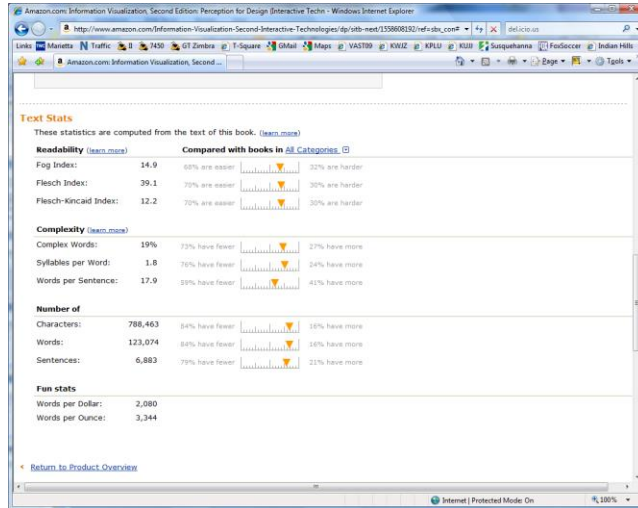 Amazon.com: Information Visualization, Second Edition: Perception for Design (Interactive Techn - Windows Internet Explorer
http://www.amazon.com/Information-Visualization-Second-Interactive-Technologies/dp/sitb-next/1558608192/ref=sbx_con# del.icio.us
Links Marietta Traffic II 7450 GT Zimbra T-Square GMail Maps VAST09 KWJZ KPLU KUJJ Susquehanna FoxSoccer Indian Hills
Amazon.com: Information Visualization, Second ... Page Tools
Text Stats
These statistics are computed from the text of this book. (learn more)
Readability (learn more) Compared with books in All Categories
Fog Index: 14.9 68% are easier 32% are harder
Flesch Index: 39.1 70% are easier 30% are harder
Flesch-Kincaid Index: 12.2 70% are easier 30% are harder
Complexity (learn more)
Complex Words: 19% 73% have fewer 27% have more
Syllables per Word: 1.8 76% have fewer 24% have more
Words per Sentence: 17.9 59% have fewer 41% have more
Number of
Characters: 788,463 84% have fewer 16% have more
Words: 123,074 84% have fewer 16% have more
Sentences: 6,883 79% have fewer 21% have more
Fun stats
Words per Dollar: 2,080
Words per Ounce: 3,344
Return to Product Overview
Internet | Protected Mode: On 100%